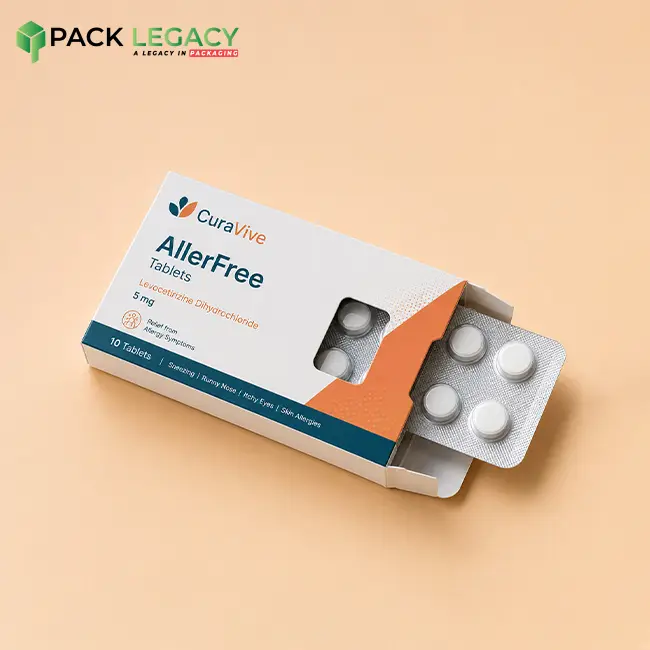 PACK LEGACY
A LEGACY IN PACKAGING
CuraVive
AllerFree
Tablets
Levocetirizine Dihydrochloride
5 mg
Relief from
Allergy Symptoms
10 Tablets | Sneezing | Runny Nose | Itchy Eyes | Skin Allergies